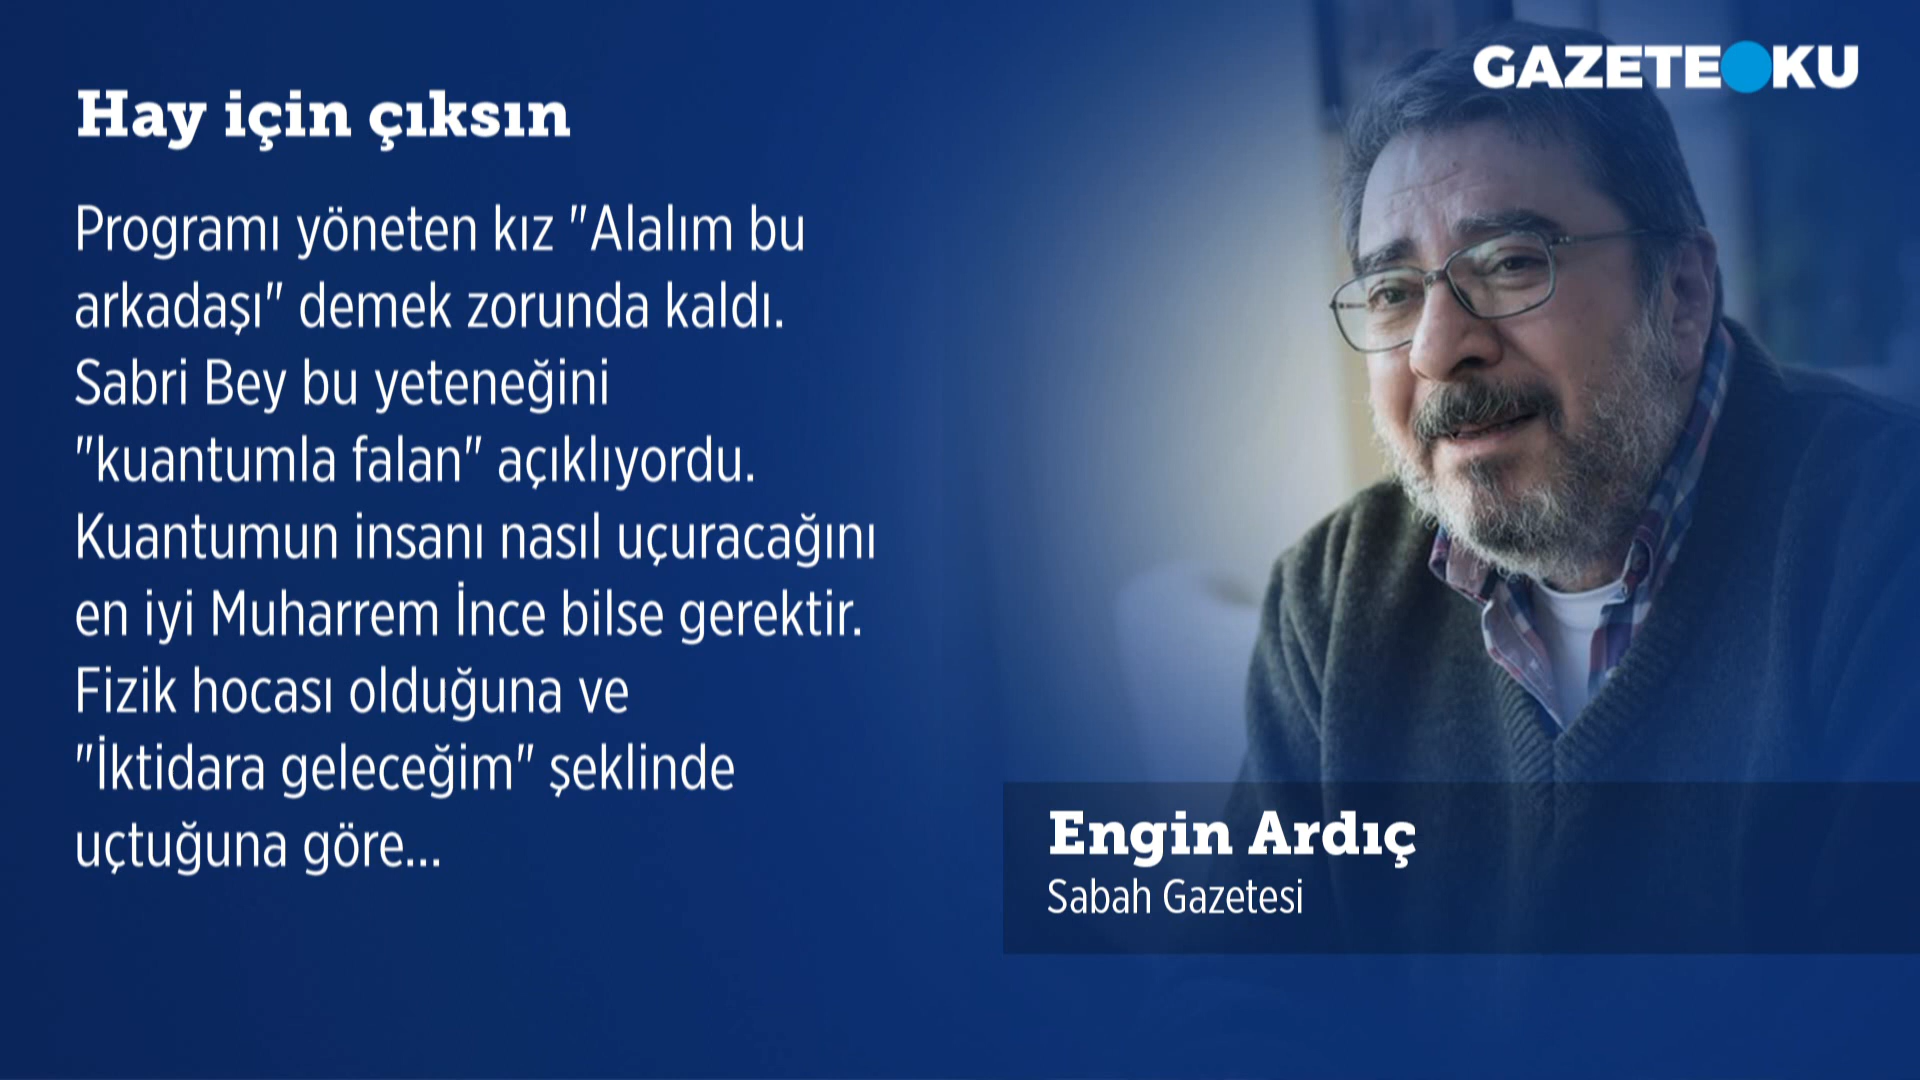 GAZETE KU
Hay için çıksın
Programı yöneten kız "Alalım bu
arkadaşı" demek zorunda kaldı.
Sabri Bey bu yeteneğini
"kuantumla falan" açıklıyordu.
Kuantumun insanı nasıl uçuracağını
en iyi Muharrem İnce bilse gerektir.
Fizik hocası olduğuna ve
"İktidara geleceğim" şeklinde
uçtuğuna göre...
Engin Ardıç
Sabah Gazetesi